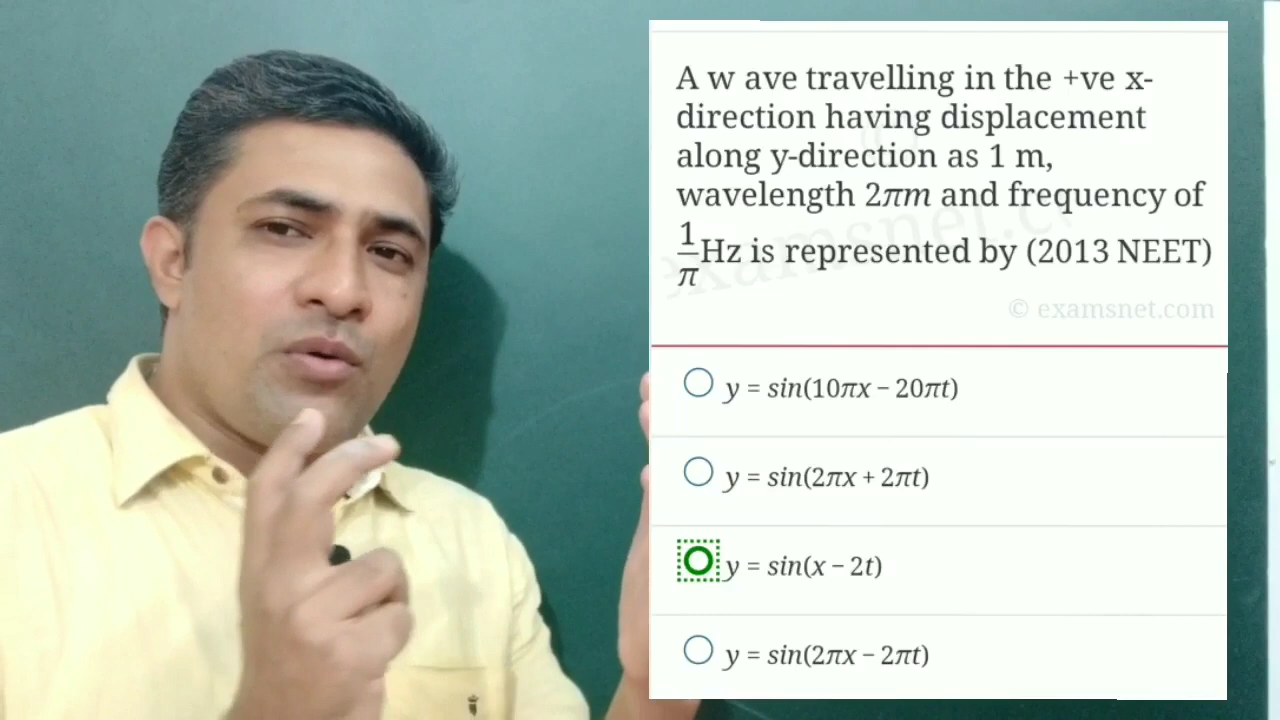 A w ave travelling in the +ve x-
direction having displacement
along y-direction as 1 m,
wavelength 2πm and frequency of
1/π Hz is represented by (2013 NEET)
examsnet.c
© examsnet.com
y = sin(10πx − 20πt)
y = sin(2πx + 2πt)
y = sin(x − 2t)
y = sin(2πx − 2πt)